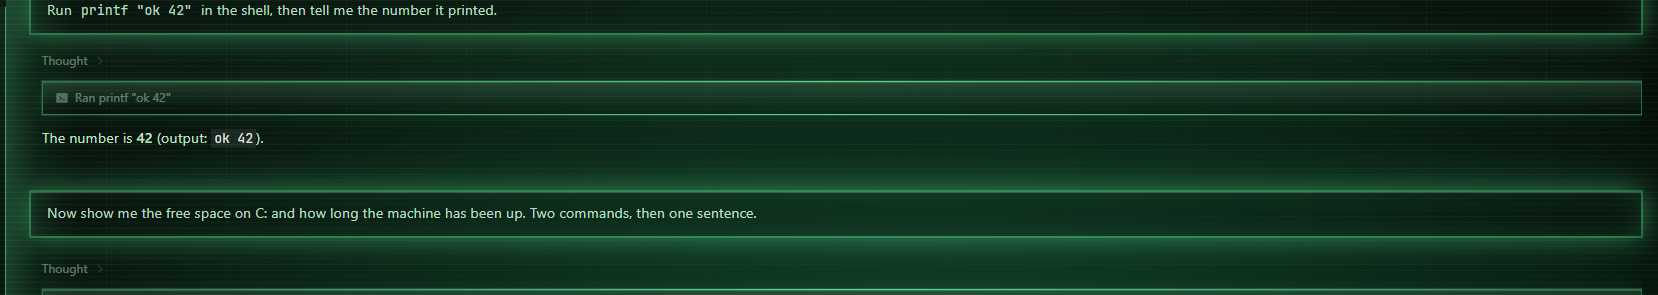 Run printf "ok 42" in the shell, then tell me the number it printed.
Thought
Ran printf "ok 42"
The number is 42 (output: ok 42).
Now show me the free space on C: and how long the machine has been up. Two commands, then one sentence.
Thought